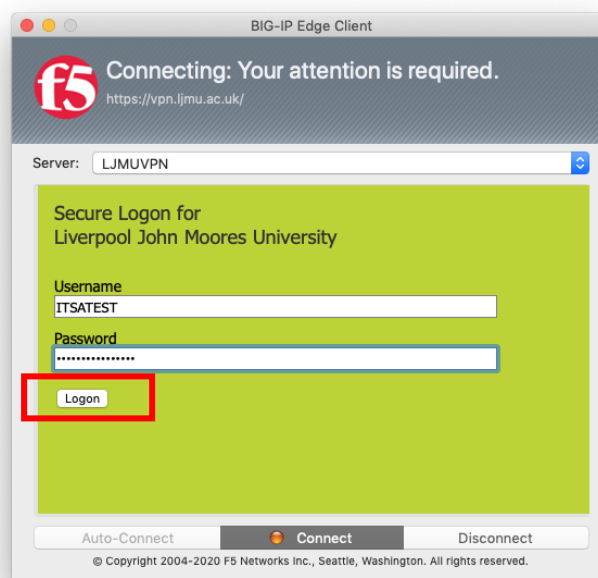 BIG-IP Edge Client
f5
Connecting: Your attention is required.
https://vpn.ljmu.ac.uk/
Server: LJMUVPN
Secure Logon for
Liverpool John Moores University
Username
ITSATEST
Password
••••••••••••••••
Logon
Auto-Connect Connect Disconnect
© Copyright 2004-2020 F5 Networks Inc., Seattle, Washington. All rights reserved.